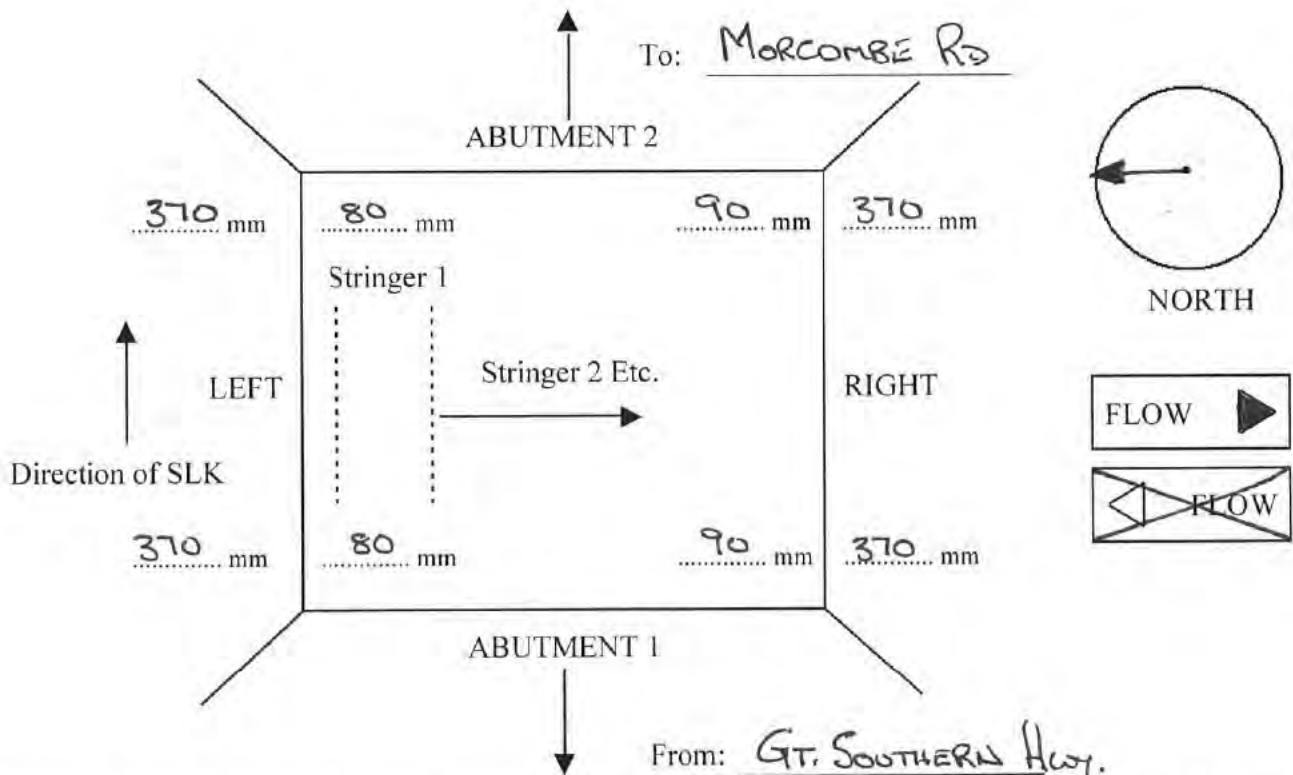 To: MORCOMBE RD
ABUTMENT 2
370 mm 80 mm 90 mm 370 mm
Stringer 1
NORTH
LEFT Stringer 2 Etc. RIGHT
FLOW
Direction of SLK
FLOW
370 mm 80 mm 90 mm 370 mm
ABUTMENT 1
From: GT. SOUTHERN HWY.